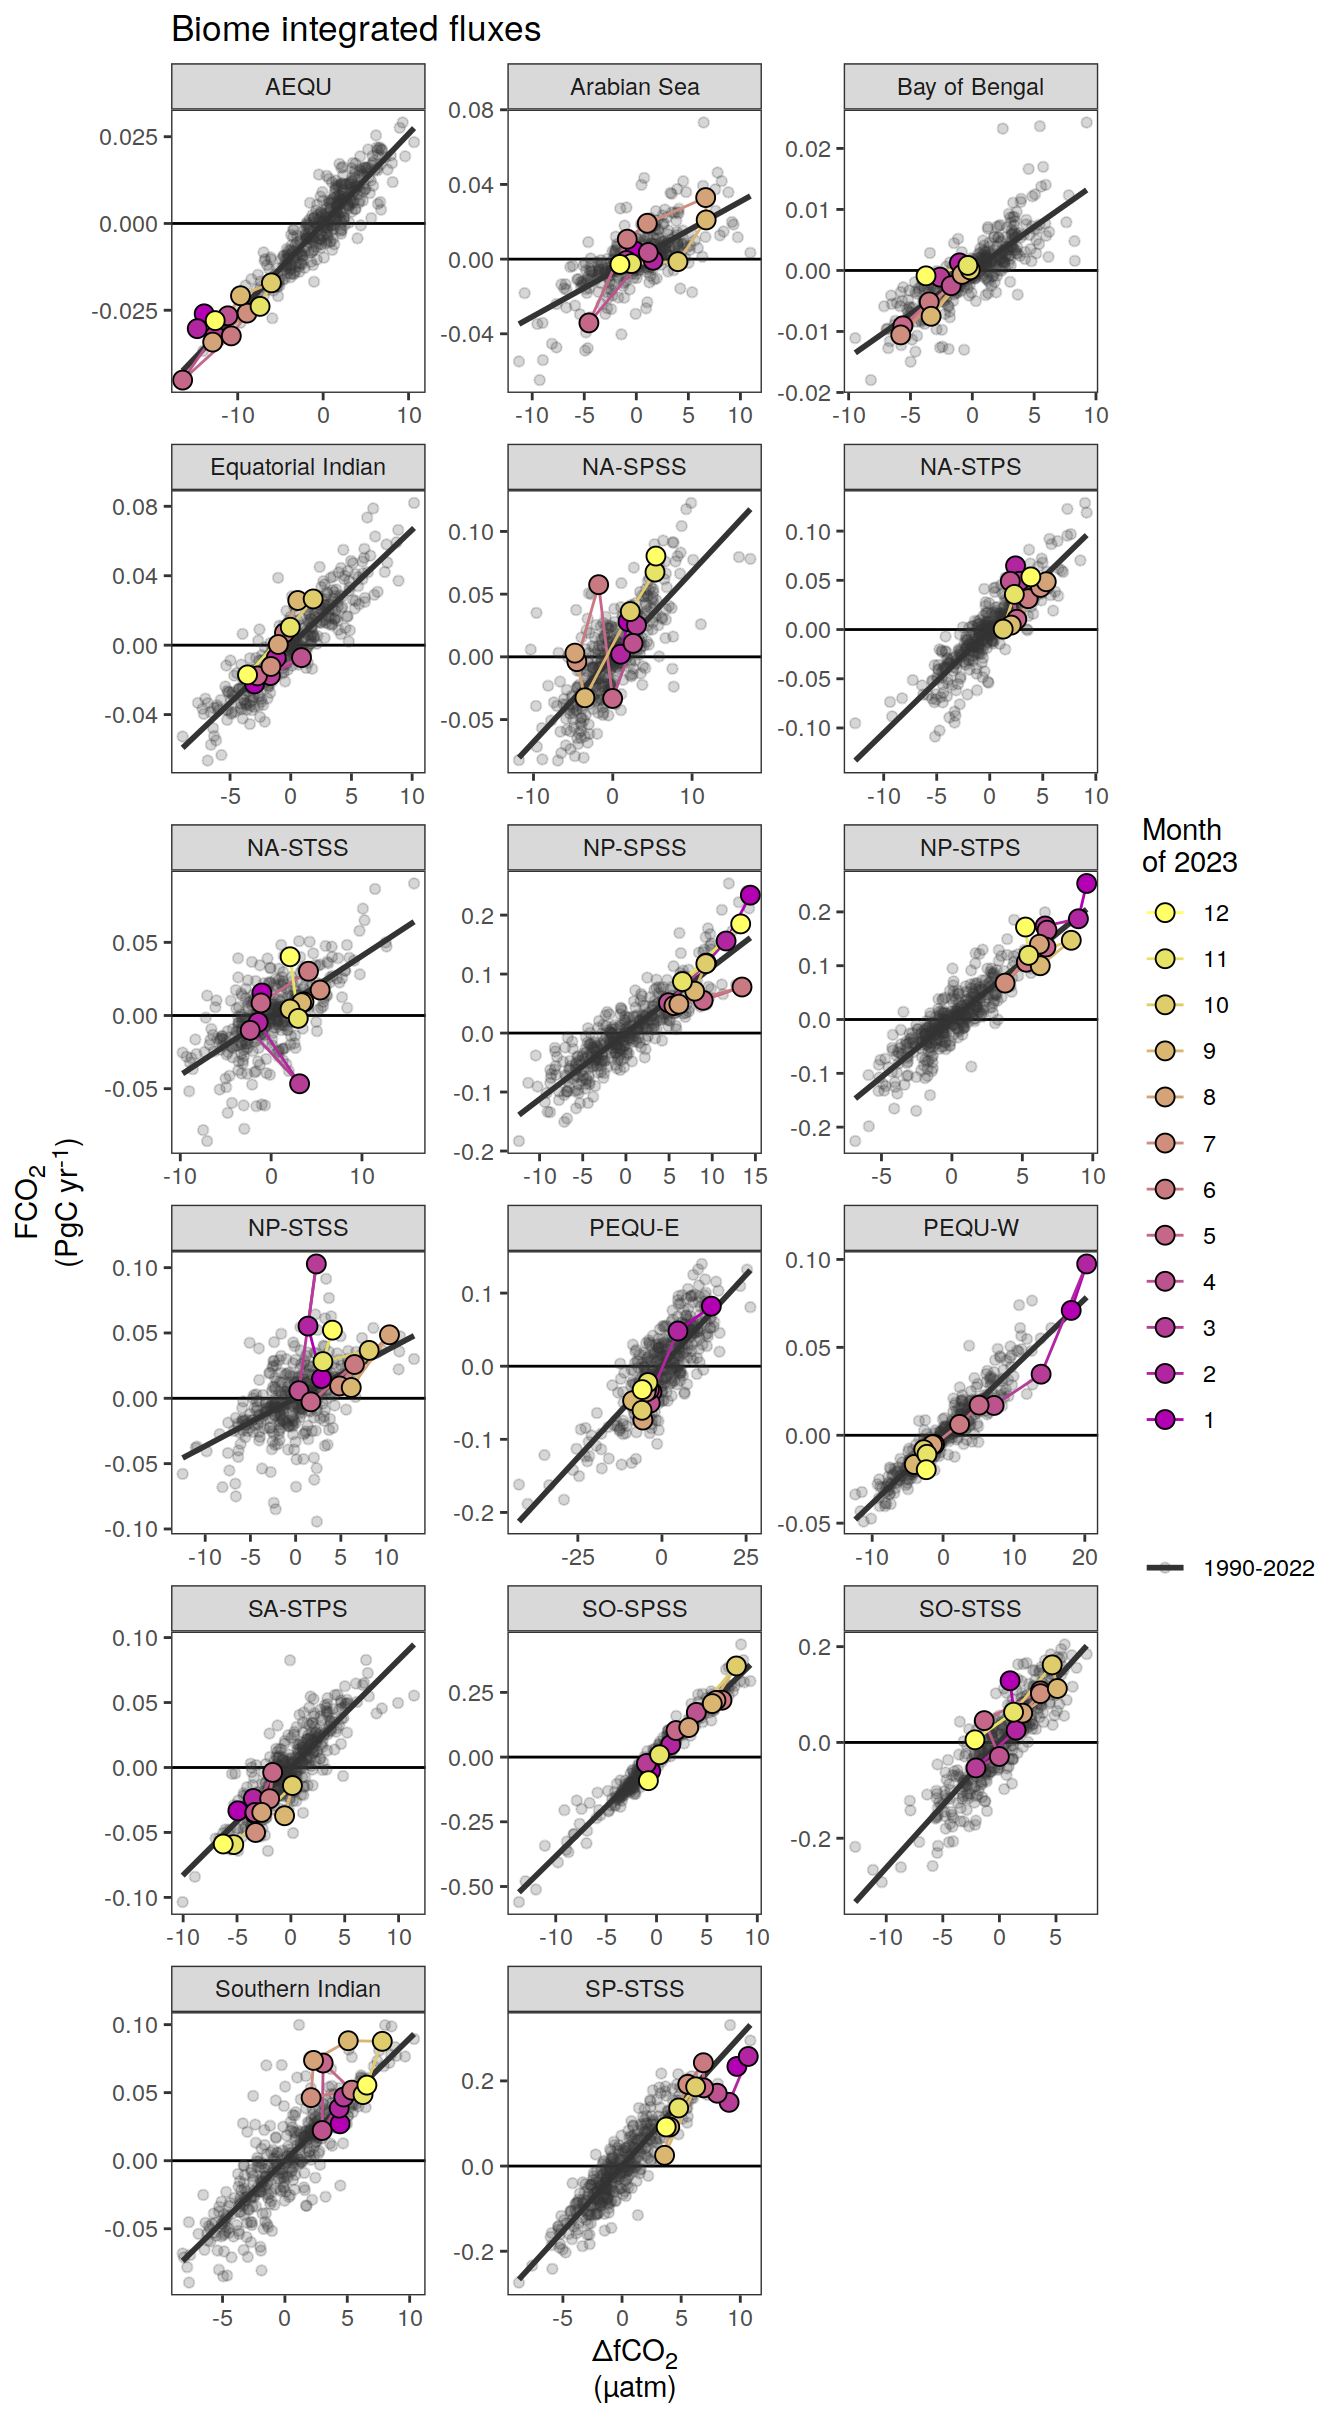 Biome integrated fluxes
AEQU
Arabian Sea
Bay of Bengal
0.025
0.000
-0.025
-10 0 10
0.08
0.04
0.00
-0.04
-10 -5 0 5 10
0.02
0.01
0.00
-0.01
-0.02
-10 -5 0 5 10
Equatorial Indian
NA-SPSS
NA-STPS
0.08
0.04
0.00
-0.04
-5 0 5 10
0.10
0.05
0.00
-0.05
-10 0 10
0.10
0.05
0.00
-0.05
-0.10
-10 -5 0 5 10
NA-STSS
NP-SPSS
NP-STPS
0.05
0.00
-0.05
-10 0 10
0.2
0.1
0.0
-0.1
-0.2
-10 -5 0 5 10 15
0.2
0.1
0.0
-0.1
-0.2
-5 0 5 10
NP-STSS
PEQU-E
PEQU-W
0.10
0.05
0.00
-0.05
-0.10
-10 -5 0 5 10
0.1
0.0
-0.1
-0.2
-25 0 25
0.10
0.05
0.00
-0.05
-10 0 10 20
SA-STPS
SO-SPSS
SO-STSS
0.10
0.05
0.00
-0.05
-0.10
-10 -5 0 5 10
0.25
0.00
-0.25
-0.50
-10 -5 0 5 10
0.2
0.0
-0.2
-10 -5 0 5
Southern Indian
SP-STSS
0.10
0.05
0.00
-0.05
-5 0 5 10
0.2
0.0
-0.2
-5 0 5 10
FCO₂
(PgC yr⁻¹)
ΔfCO₂
(µatm)
Month
of 2023
12
11
10
9
8
7
6
5
4
3
2
1
1990-2022